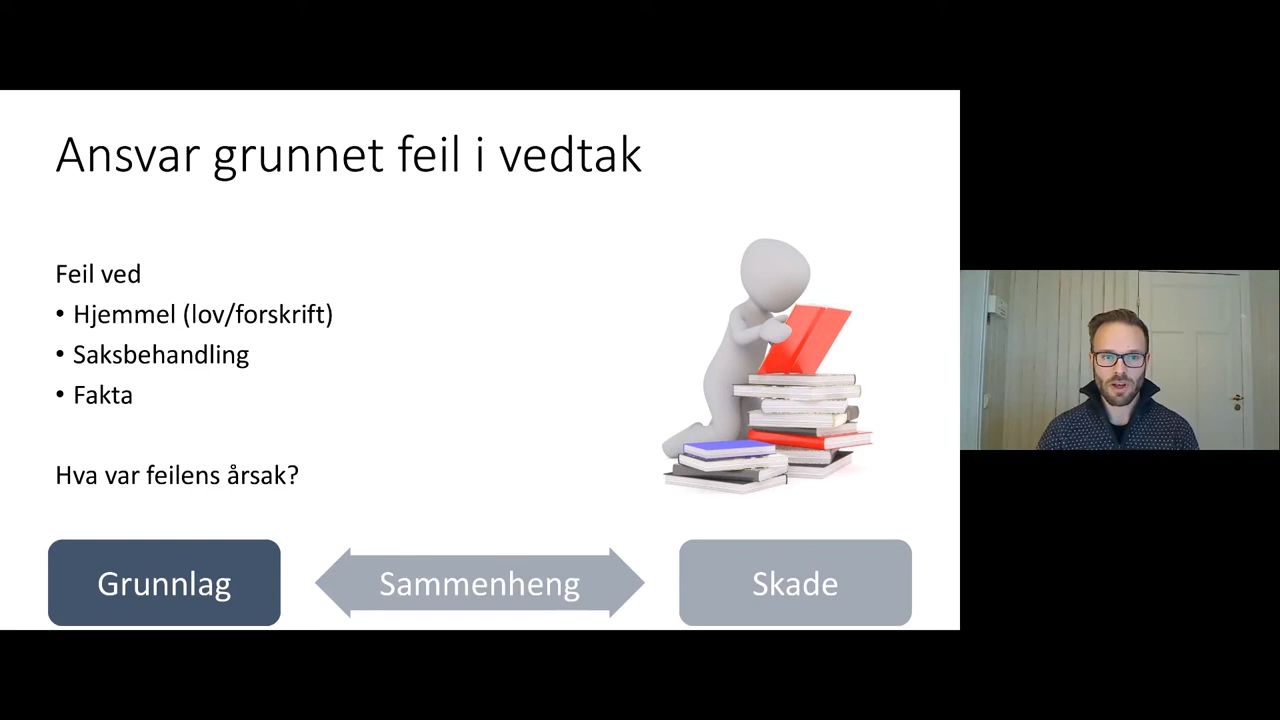 Ansvar grunnet feil i vedtak
Feil ved
• Hjemmel (lov/forskrift)
• Saksbehandling
• Fakta
Hva var feilens årsak?
Grunnlag
Sammenheng
Skade